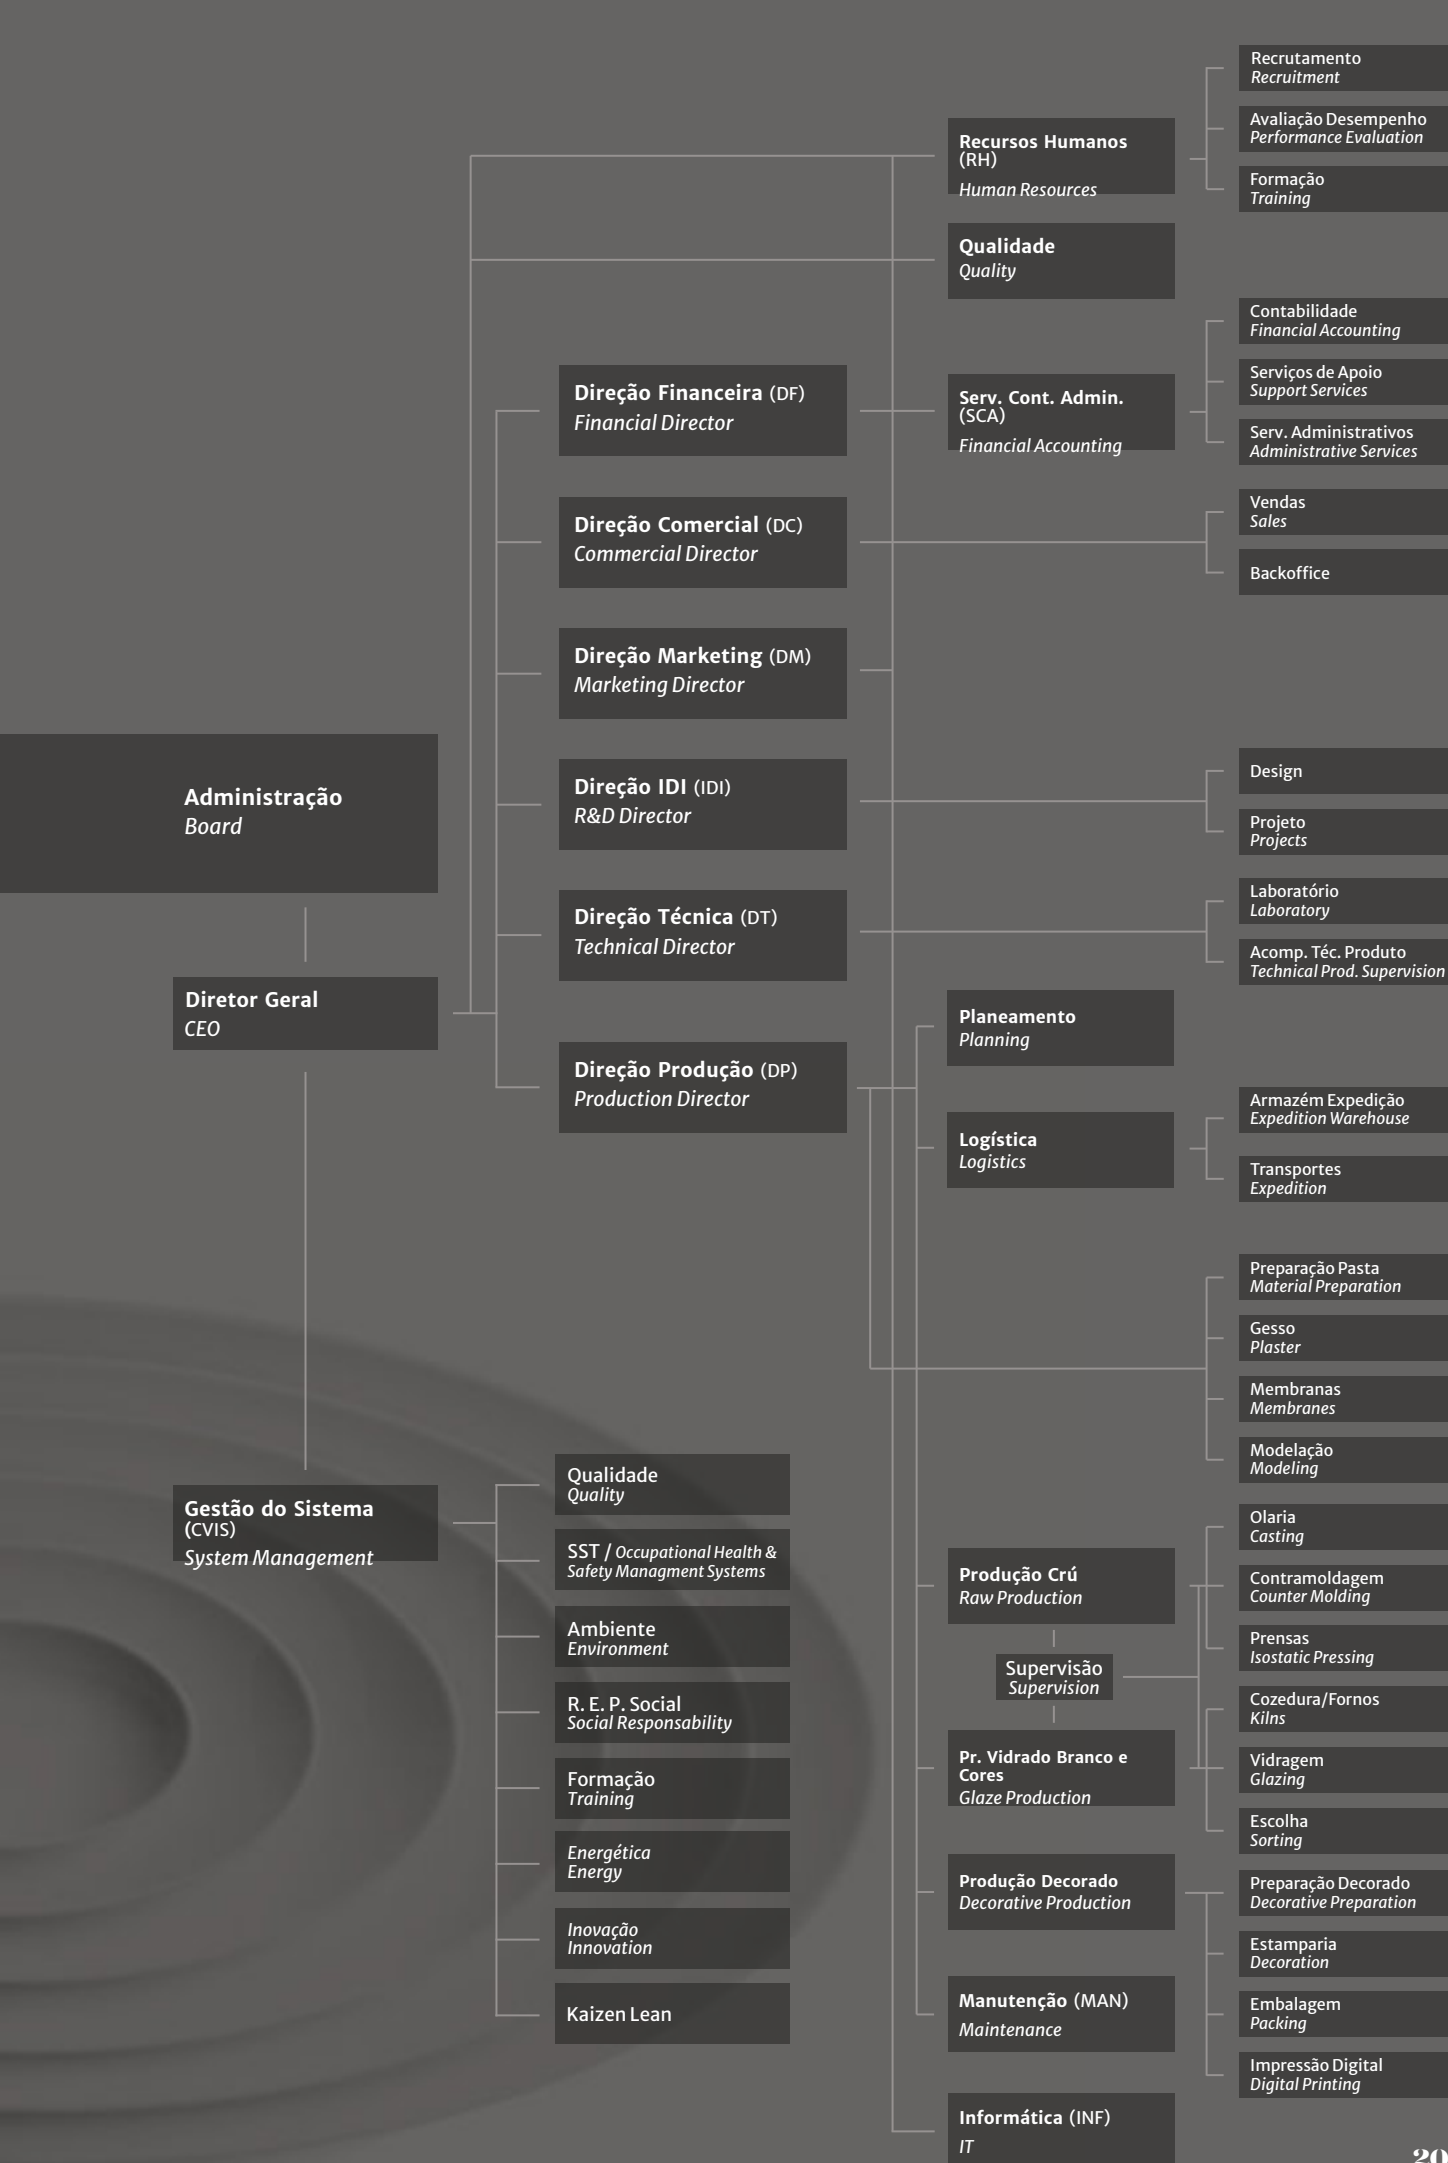 Administração
Board
Diretor Geral
CEO
Gestão do Sistema
(CVIS)
System Management
Direção Financeira (DF)
Financial Director
Direção Comercial (DC)
Commercial Director
Direção Marketing (DM)
Marketing Director
Direção IDI (IDI)
R&D Director
Direção Técnica (DT)
Technical Director
Direção Produção (DP)
Production Director
Qualidade
Quality
SST / Occupational Health &
Safety Managment Systems
Ambiente
Environment
R. E. P. Social
Social Responsability
Formação
Training
Energética
Energy
Inovação
Innovation
Kaizen Lean
Recursos Humanos
(RH)
Human Resources
Qualidade
Quality
Serv. Cont. Admin.
(SCA)
Financial Accounting
Planeamento
Planning
Logística
Logistics
Produção Crú
Raw Production
Supervisão
Supervision
Pr. Vidrado Branco e
Cores
Glaze Production
Produção Decorado
Decorative Production
Manutenção (MAN)
Maintenance
Informática (INF)
IT
Recrutamento
Recruitment
Avaliação Desempenho
Performance Evaluation
Formação
Training
Contabilidade
Financial Accounting
Serviços de Apoio
Support Services
Serv. Administrativos
Administrative Services
Vendas
Sales
Backoffice
Design
Projeto
Projects
Laboratório
Laboratory
Acomp. Téc. Produto
Technical Prod. Supervision
Armazém Expedição
Expedition Warehouse
Transportes
Expedition
Preparação Pasta
Material Preparation
Gesso
Plaster
Membranas
Membranes
Modelação
Modeling
Olaria
Casting
Contramoldagem
Counter Molding
Prensas
Isostatic Pressing
Cozedura/Fornos
Kilns
Vidragem
Glazing
Escolha
Sorting
Preparação Decorado
Decorative Preparation
Estamparia
Decoration
Embalagem
Packing
Impressão Digital
Digital Printing